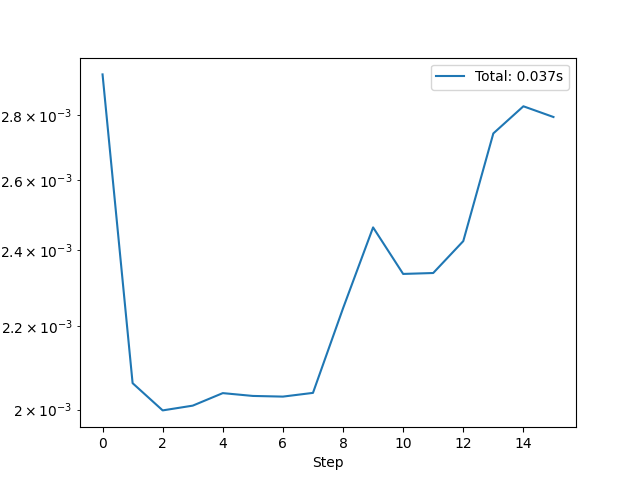 Total: 0.037s
2.8 × 10⁻³
2.6 × 10⁻³
2.4 × 10⁻³
2.2 × 10⁻³
2 × 10⁻³
0 2 4 6 8 10 12 14
Step